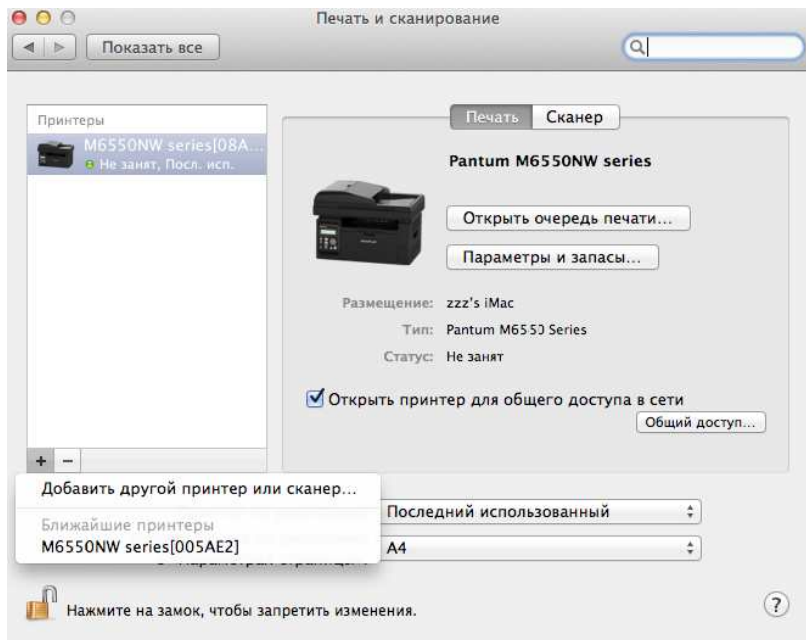 Печать и сканирование
Показать все
Принтеры
M6550NW series[08A...
Не занят, Посл. исп.
Печать Сканер
Pantum M6550NW series
Открыть очередь печати...
Параметры и запасы...
Размещение: zzz's iMac
Тип: Pantum M6550 Series
Статус: Не занят
Открыть принтер для общего доступа в сети
Общий доступ...
+ −
Добавить другой принтер или сканер...
Ближайшие принтеры
M6550NW series[005AE2]
Последний использованный
A4
Нажмите на замок, чтобы запретить изменения.
?